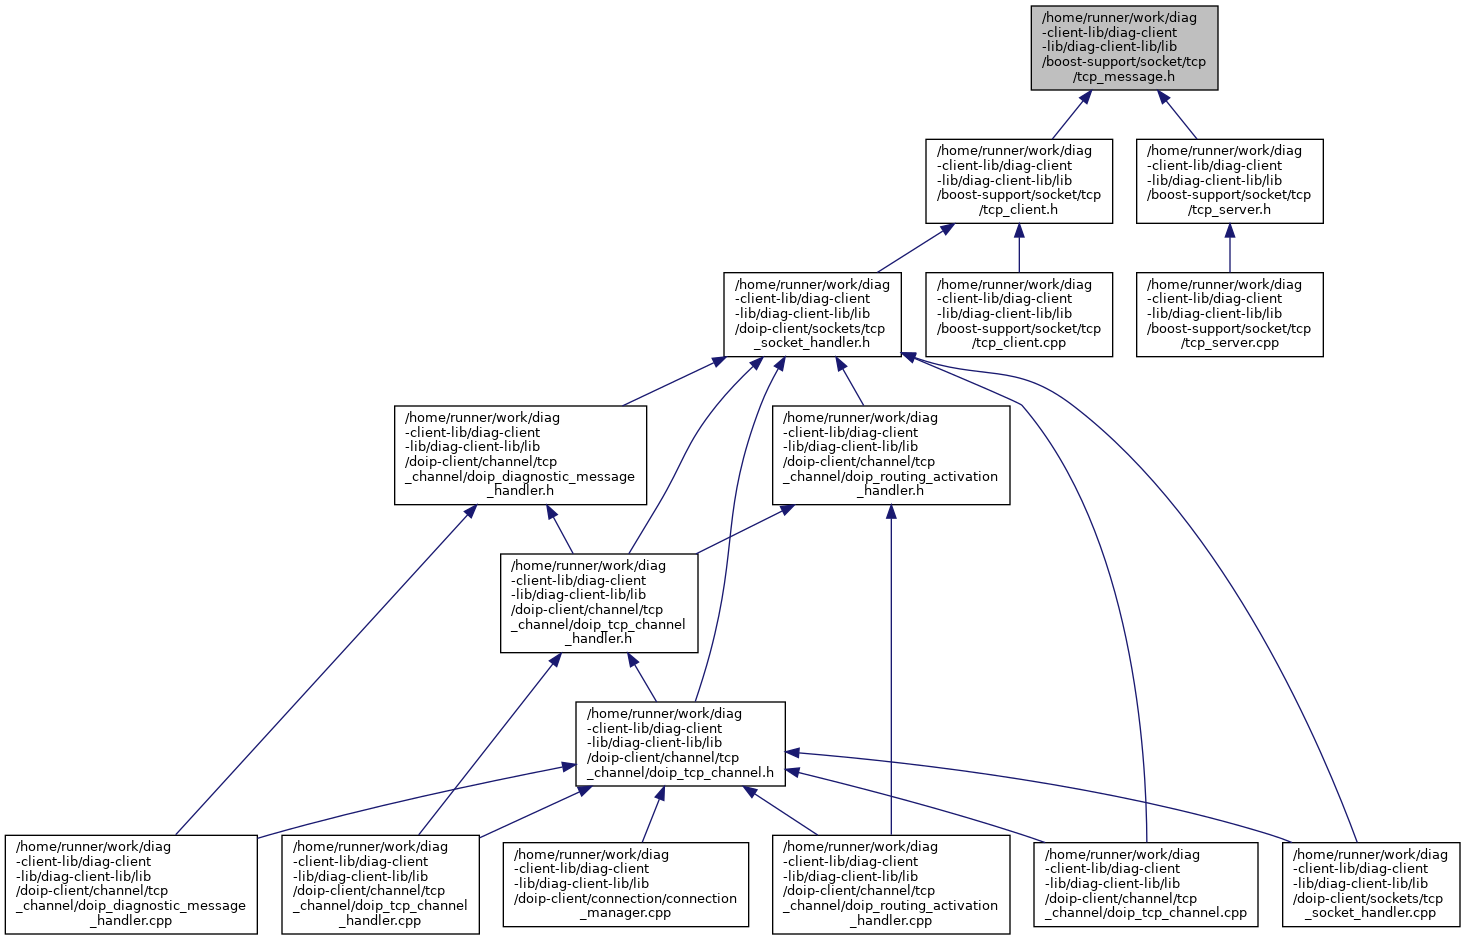 /home/runner/work/diag
-client-lib/diag-client
-lib/diag-client-lib/lib
/boost-support/socket/tcp
/tcp_message.h
/home/runner/work/diag
-client-lib/diag-client
-lib/diag-client-lib/lib
/boost-support/socket/tcp
/tcp_client.h
/home/runner/work/diag
-client-lib/diag-client
-lib/diag-client-lib/lib
/boost-support/socket/tcp
/tcp_server.h
/home/runner/work/diag
-client-lib/diag-client
-lib/diag-client-lib/lib
/doip-client/sockets/tcp
_socket_handler.h
/home/runner/work/diag
-client-lib/diag-client
-lib/diag-client-lib/lib
/boost-support/socket/tcp
/tcp_client.cpp
/home/runner/work/diag
-client-lib/diag-client
-lib/diag-client-lib/lib
/boost-support/socket/tcp
/tcp_server.cpp
/home/runner/work/diag
-client-lib/diag-client
-lib/diag-client-lib/lib
/doip-client/channel/tcp
_channel/doip_diagnostic_message
_handler.h
/home/runner/work/diag
-client-lib/diag-client
-lib/diag-client-lib/lib
/doip-client/channel/tcp
_channel/doip_routing_activation
_handler.h
/home/runner/work/diag
-client-lib/diag-client
-lib/diag-client-lib/lib
/doip-client/channel/tcp
_channel/doip_tcp_channel
_handler.h
/home/runner/work/diag
-client-lib/diag-client
-lib/diag-client-lib/lib
/doip-client/channel/tcp
_channel/doip_tcp_channel.h
/home/runner/work/diag
-client-lib/diag-client
-lib/diag-client-lib/lib
/doip-client/channel/tcp
_channel/doip_diagnostic_message
_handler.cpp
/home/runner/work/diag
-client-lib/diag-client
-lib/diag-client-lib/lib
/doip-client/channel/tcp
_channel/doip_tcp_channel
_handler.cpp
/home/runner/work/diag
-client-lib/diag-client
-lib/diag-client-lib/lib
/doip-client/connection/connection
_manager.cpp
/home/runner/work/diag
-client-lib/diag-client
-lib/diag-client-lib/lib
/doip-client/channel/tcp
_channel/doip_routing_activation
_handler.cpp
/home/runner/work/diag
-client-lib/diag-client
-lib/diag-client-lib/lib
/doip-client/channel/tcp
_channel/doip_tcp_channel.cpp
/home/runner/work/diag
-client-lib/diag-client
-lib/diag-client-lib/lib
/doip-client/sockets/tcp
_socket_handler.cpp